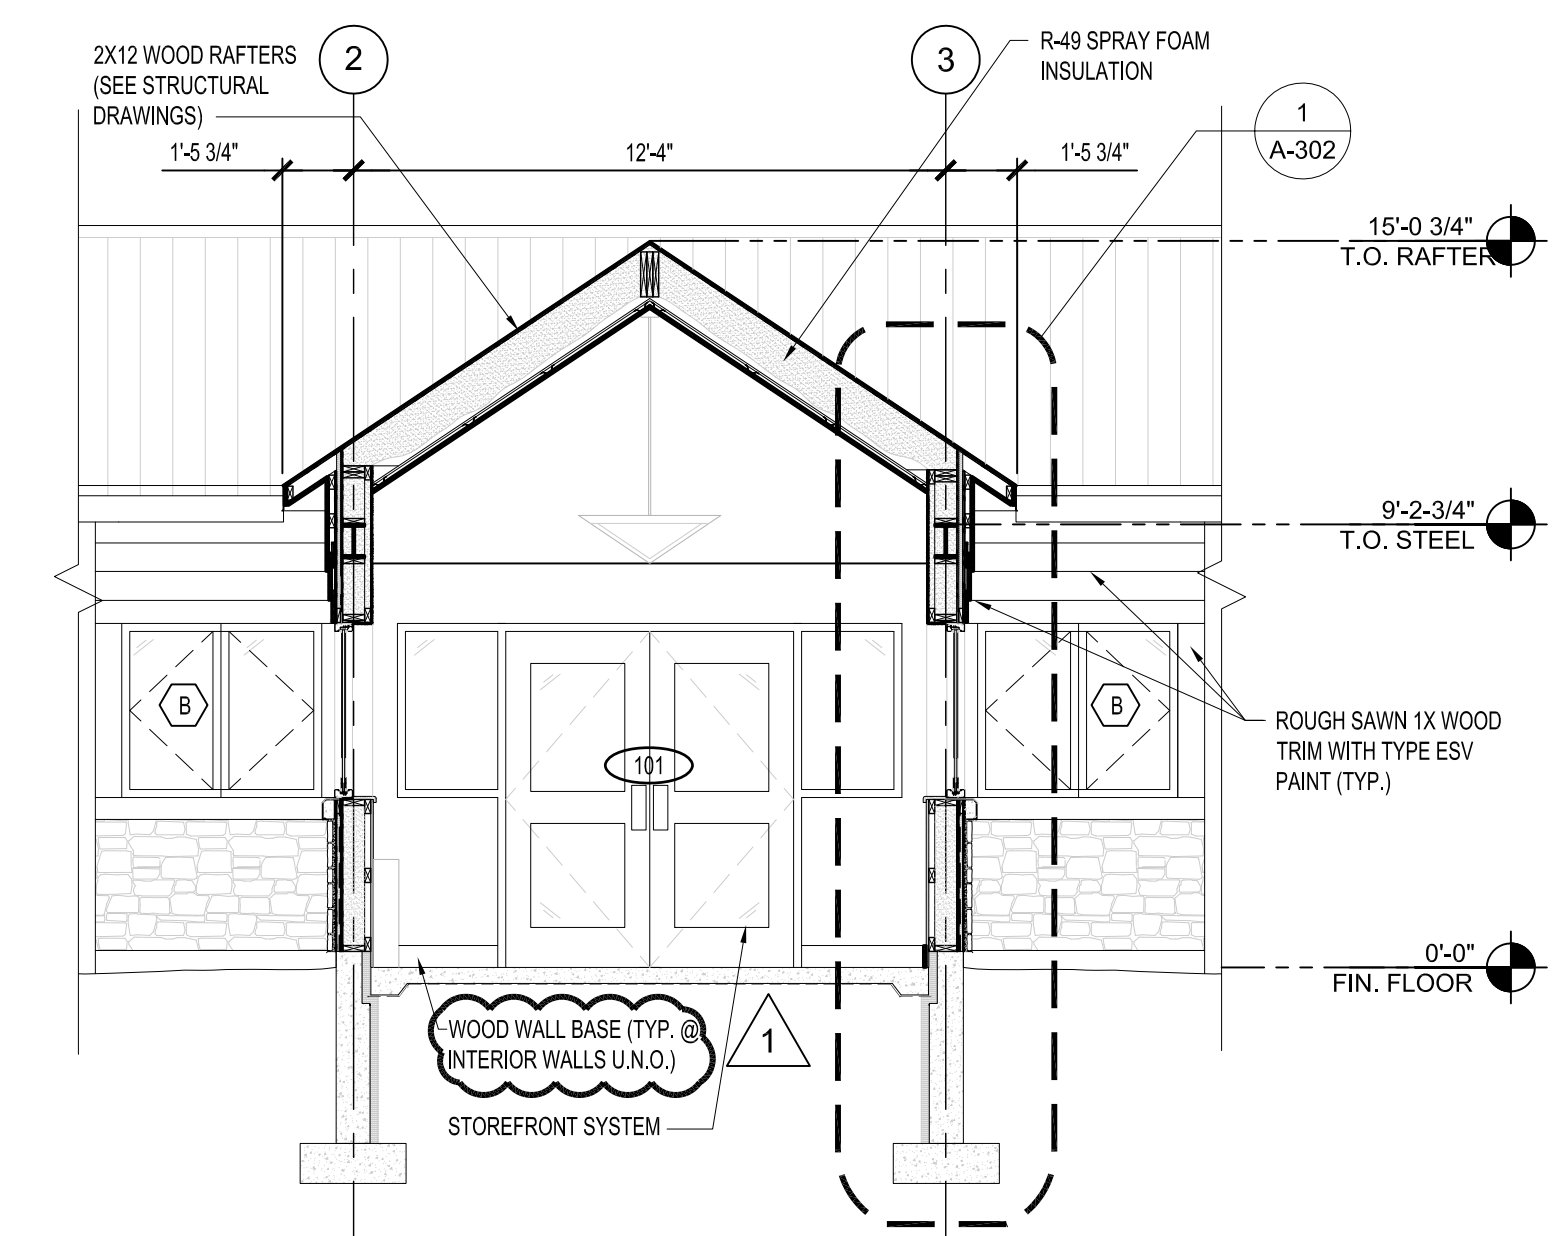 2X12 WOOD RAFTERS
(SEE STRUCTURAL
DRAWINGS)
2
3
R-49 SPRAY FOAM
INSULATION
1
A-302
1'-5 3/4"
12'-4"
1'-5 3/4"
15'-0 3/4"
T.O. RAFTER
9'-2-3/4"
T.O. STEEL
B
B
101
ROUGH SAWN 1X WOOD
TRIM WITH TYPE ESV
PAINT (TYP.)
0'-0"
FIN. FLOOR
WOOD WALL BASE (TYP. @
INTERIOR WALLS U.N.O.)
1
STOREFRONT SYSTEM